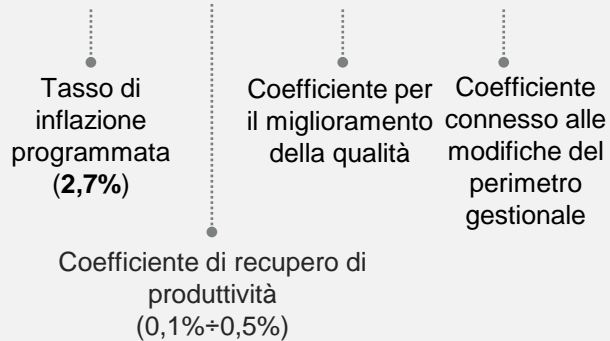 Tasso di
inflazione
programmata
(2,7%)
Coefficiente di recupero di
produttività
(0,1%÷0,5%)
Coefficiente per
il miglioramento
della qualità
Coefficiente
connesso alle
modifiche del
perimetro
gestionale